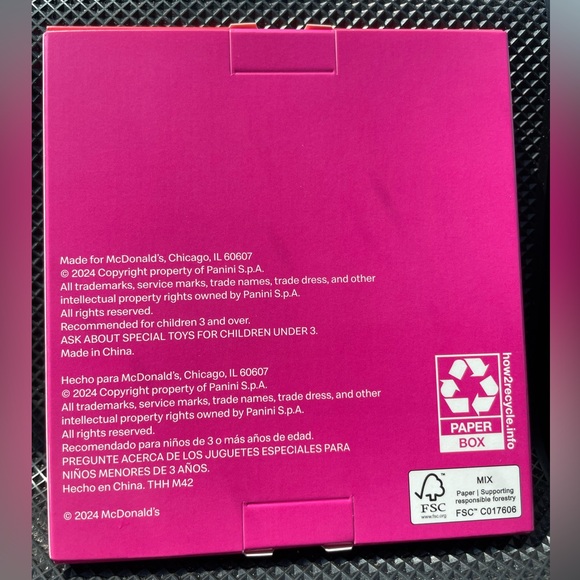 Made for McDonald's, Chicago, IL 60607
© 2024 Copyright property of Panini S.p.A.
All trademarks, service marks, trade names, trade dress, and other
intellectual property rights owned by Panini S.p.A.
All rights reserved.
Recommended for children 3 and over.
ASK ABOUT SPECIAL TOYS FOR CHILDREN UNDER 3.
Made in China.
Hecho para McDonald's, Chicago, IL 60607
© 2024 Copyright property of Panini S.p.A.
All trademarks, service marks, trade names, trade dress, and other
intellectual property rights owned by Panini S.p.A.
All rights reserved.
Recomendado para niños de 3 o más años de edad.
PREGUNTE ACERCA DE LOS JUGUETES ESPECIALES PARA
NIÑOS MENORES DE 3 AÑOS.
Hecho en China. THH M42
© 2024 McDonald's
PAPER
BOX
how2recycle.info
FSC
www.fsc.org
MIX
Paper | Supporting
responsible forestry
FSC™ C017606